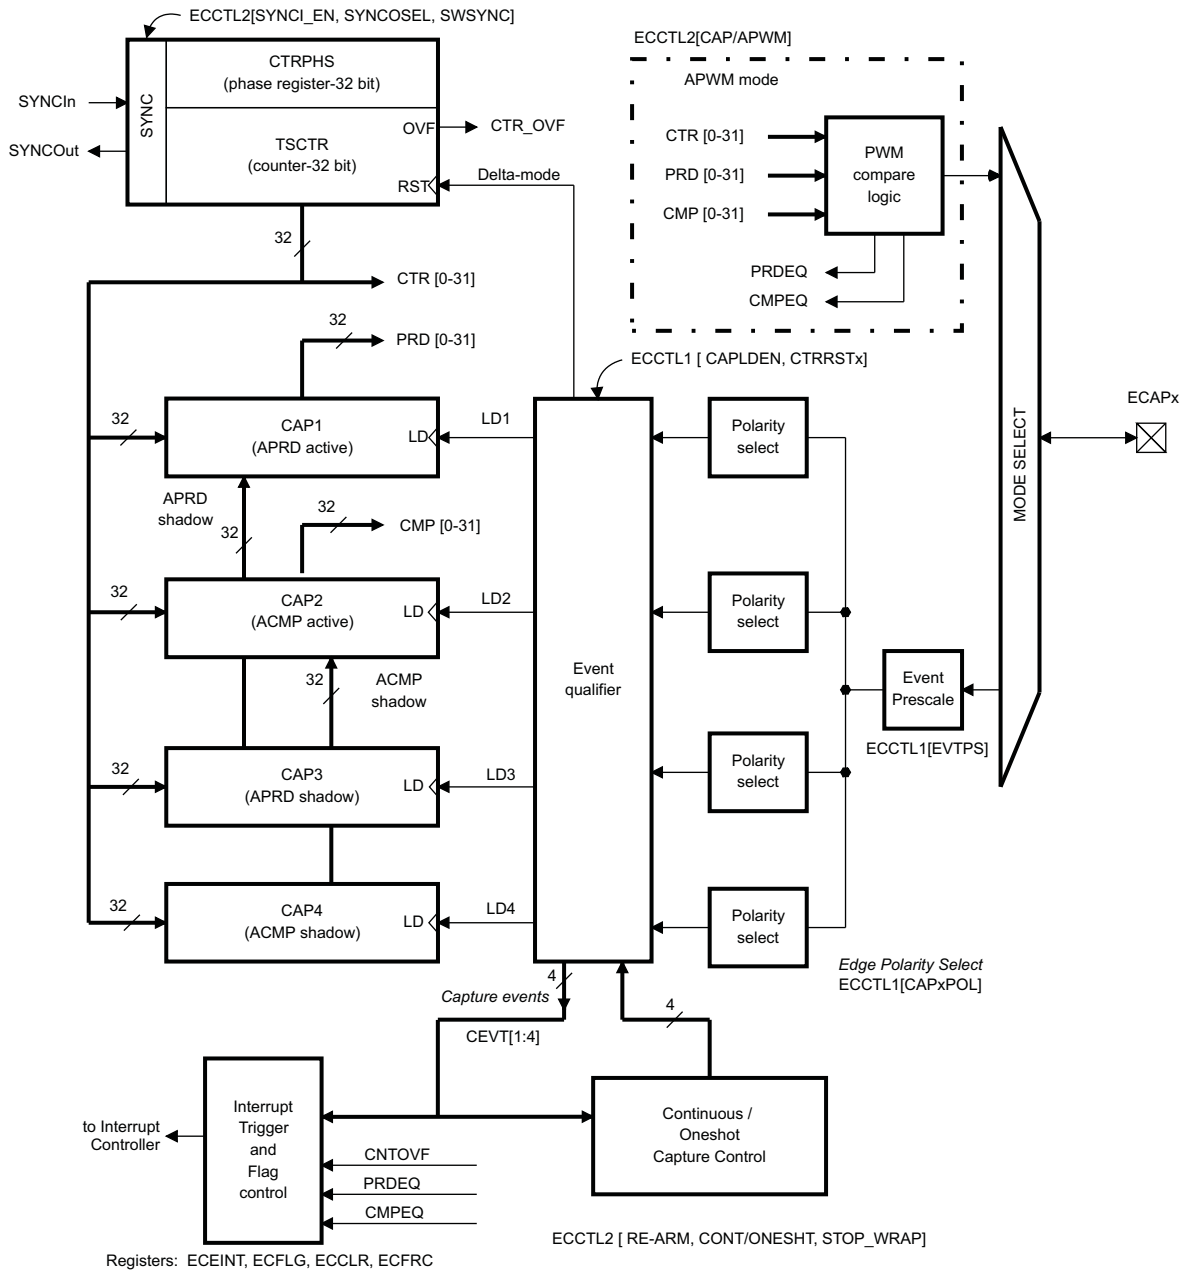 ECCTL2[SYNCI_EN, SYNCOSEL, SWSYNC]
ECCTL2[CAP/APWM]
CTRPHS
(phase register-32 bit)
APWM mode
SYNCIn
SYNC
OVF
CTR_OVF
SYNCOut
TSCTR
(counter-32 bit)
RST
Delta-mode
CTR [0-31]
PRD [0-31]
CMP [0-31]
PWM
compare
logic
32
CTR [0-31]
PRDEQ
CMPEQ
32
PRD [0-31]
ECCTL1 [ CAPLDEN, CTRRSTx]
32
CAP1
(APRD active)
LD
LD1
Polarity
select
MODE SELECT
ECAPx
APRD
shadow
32
32
CMP [0-31]
32
CAP2
(ACMP active)
LD
LD2
Polarity
select
32
ACMP
shadow
Event
qualifier
Event
Prescale
ECCTL1[EVTPS]
32
CAP3
(APRD shadow)
LD
LD3
Polarity
select
32
CAP4
(ACMP shadow)
LD
LD4
Polarity
select
Edge Polarity Select
ECCTL1[CAPxPOL]
4
Capture events
CEVT[1:4]
4
to Interrupt
Controller
Interrupt
Trigger
and
Flag
control
CNTOVF
PRDEQ
CMPEQ
Continuous /
Oneshot
Capture Control
ECCTL2 [ RE-ARM, CONT/ONESHT, STOP_WRAP]
Registers: ECEINT, ECFLG, ECCLR, ECFRC